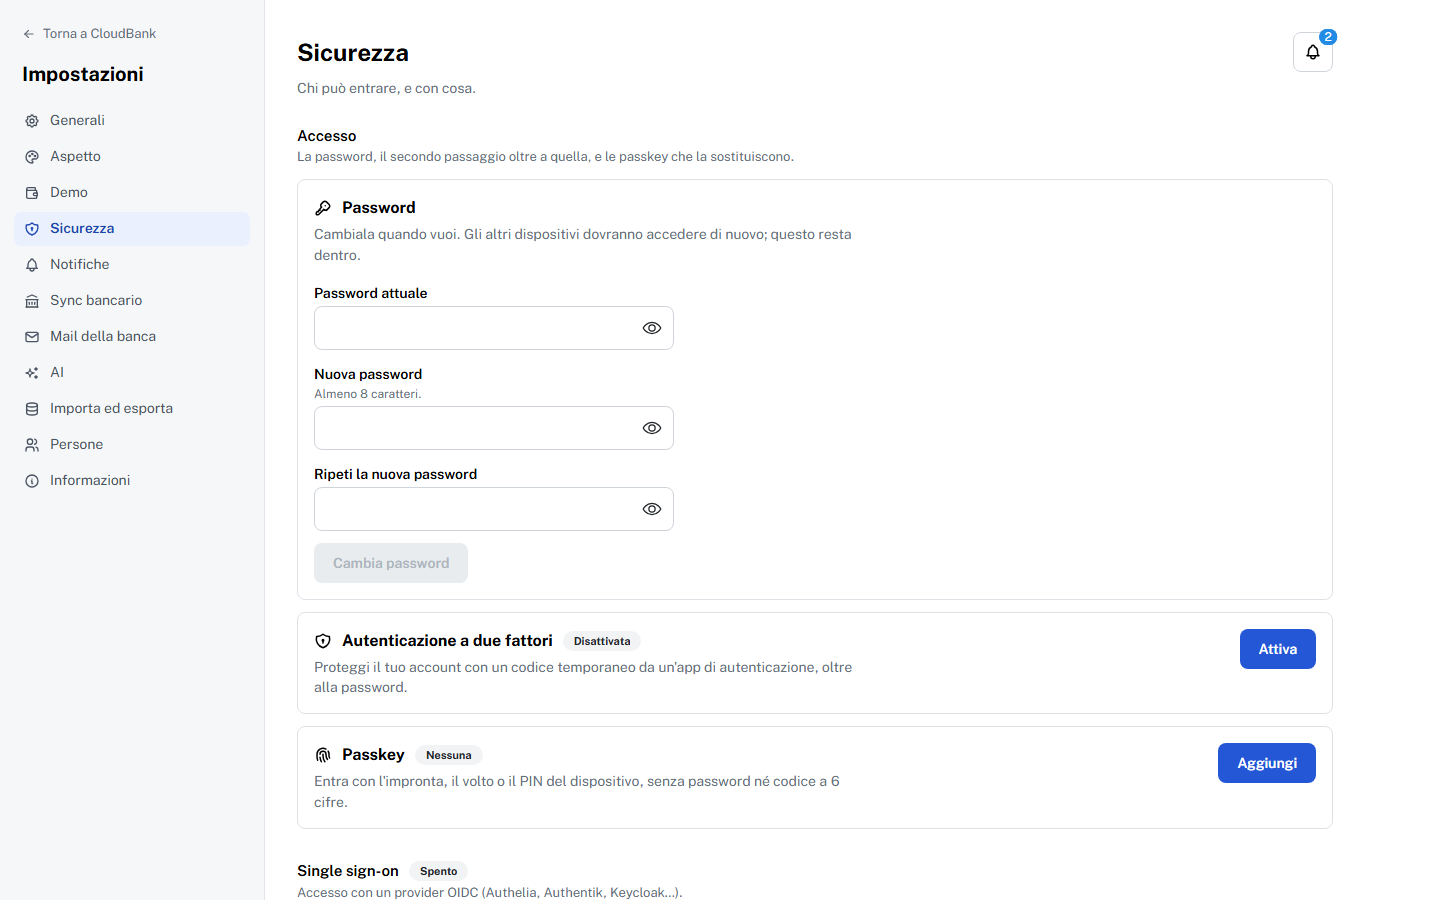 Torna a CloudBank
Impostazioni
Generali
Aspetto
Demo
Sicurezza
Notifiche
Sync bancario
Mail della banca
AI
Importa ed esporta
Persone
Informazioni
Sicurezza
2
Chi può entrare, e con cosa.
Accesso
La password, il secondo passaggio oltre a quella, e le passkey che la sostituiscono.
Password
Cambiala quando vuoi. Gli altri dispositivi dovranno accedere di nuovo; questo resta
dentro.
Password attuale
Nuova password
Almeno 8 caratteri.
Ripeti la nuova password
Cambia password
Autenticazione a due fattori Disattivata
Proteggi il tuo account con un codice temporaneo da un'app di autenticazione, oltre
alla password.
Attiva
Passkey Nessuna
Entra con l'impronta, il volto o il PIN del dispositivo, senza password né codice a 6
cifre.
Aggiungi
Single sign-on Spento
Accesso con un provider OIDC (Authelia, Authentik, Keycloak…).